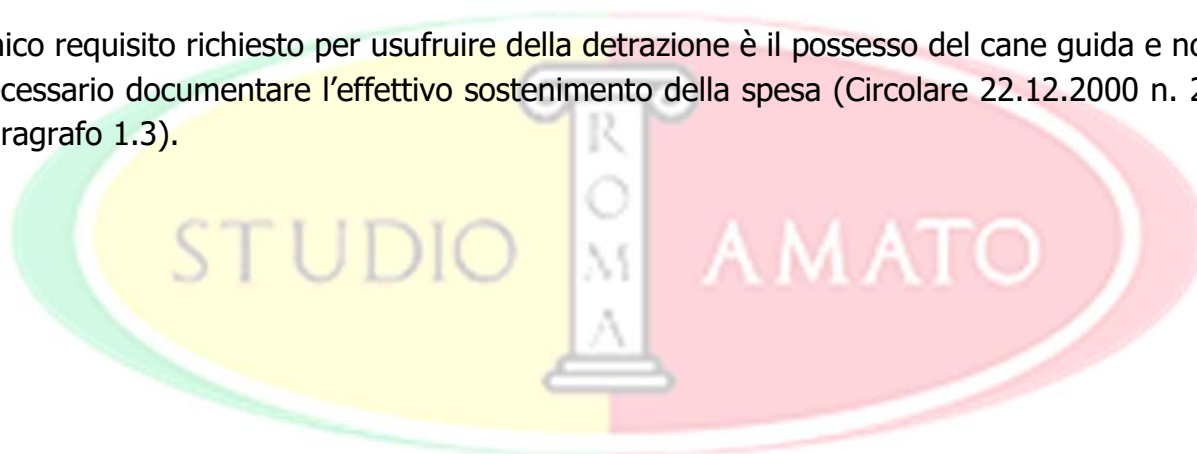 nico requisito richiesto per usufruire della detrazione è il possesso del cane guida e no
cessario documentare l’effettivo sostenimento della spesa (Circolare 22.12.2000 n. 2
ragrafo 1.3).
STUDIO ROMA AMATO